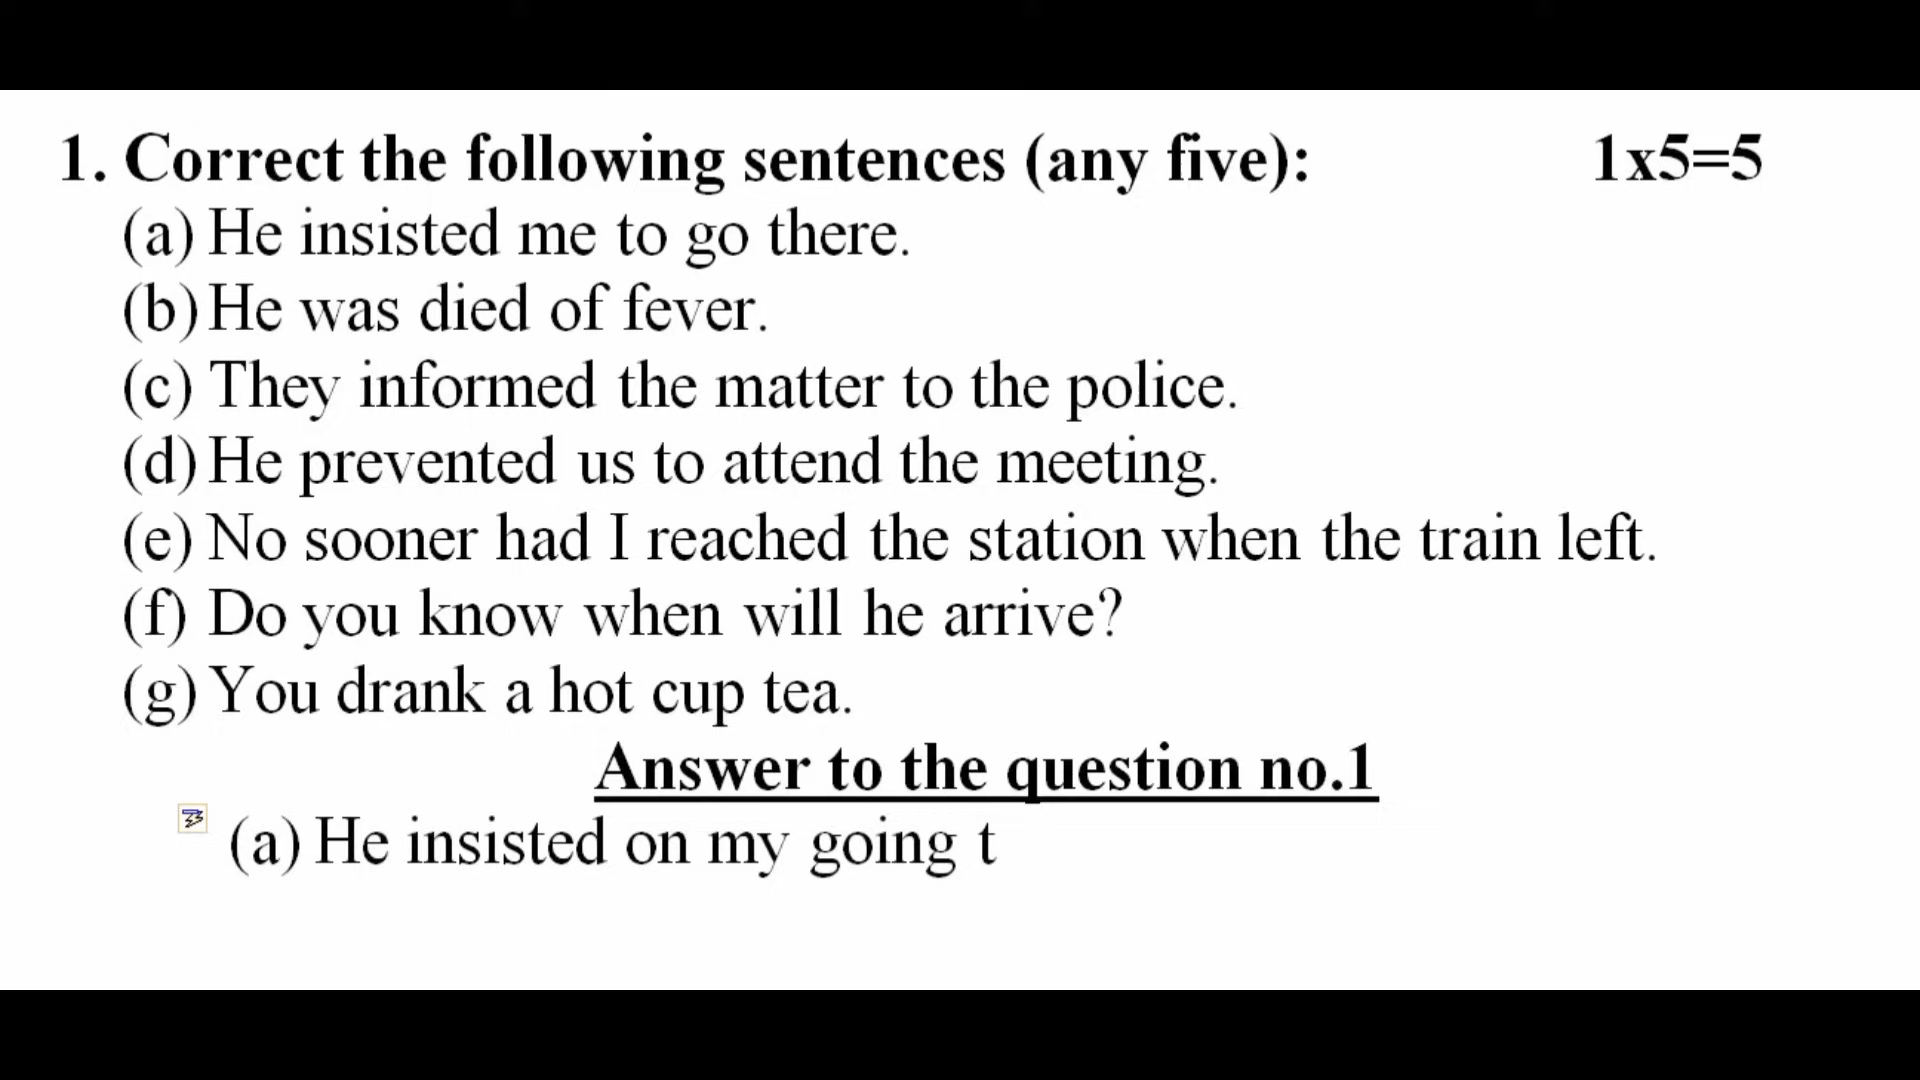 1. Correct the following sentences (any five): 1x5=5
(a) He insisted me to go there.
(b) He was died of fever.
(c) They informed the matter to the police.
(d) He prevented us to attend the meeting.
(e) No sooner had I reached the station when the train left.
(f) Do you know when will he arrive?
(g) You drank a hot cup tea.
Answer to the question no.1
(a) He insisted on my going t